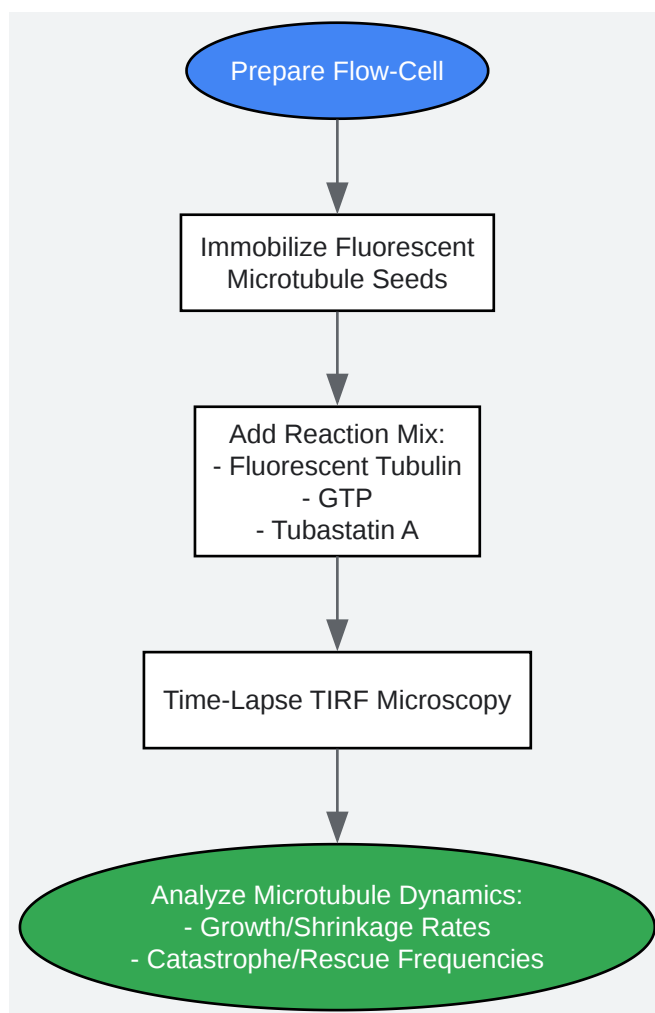 Prepare Flow-Cell
Immobilize Fluorescent
Microtubule Seeds
Add Reaction Mix:
- Fluorescent Tubulin
- GTP
- Tubastatin A
Time-Lapse TIRF Microscopy
Analyze Microtubule Dynamics:
- Growth/Shrinkage Rates
- Catastrophe/Rescue Frequencies